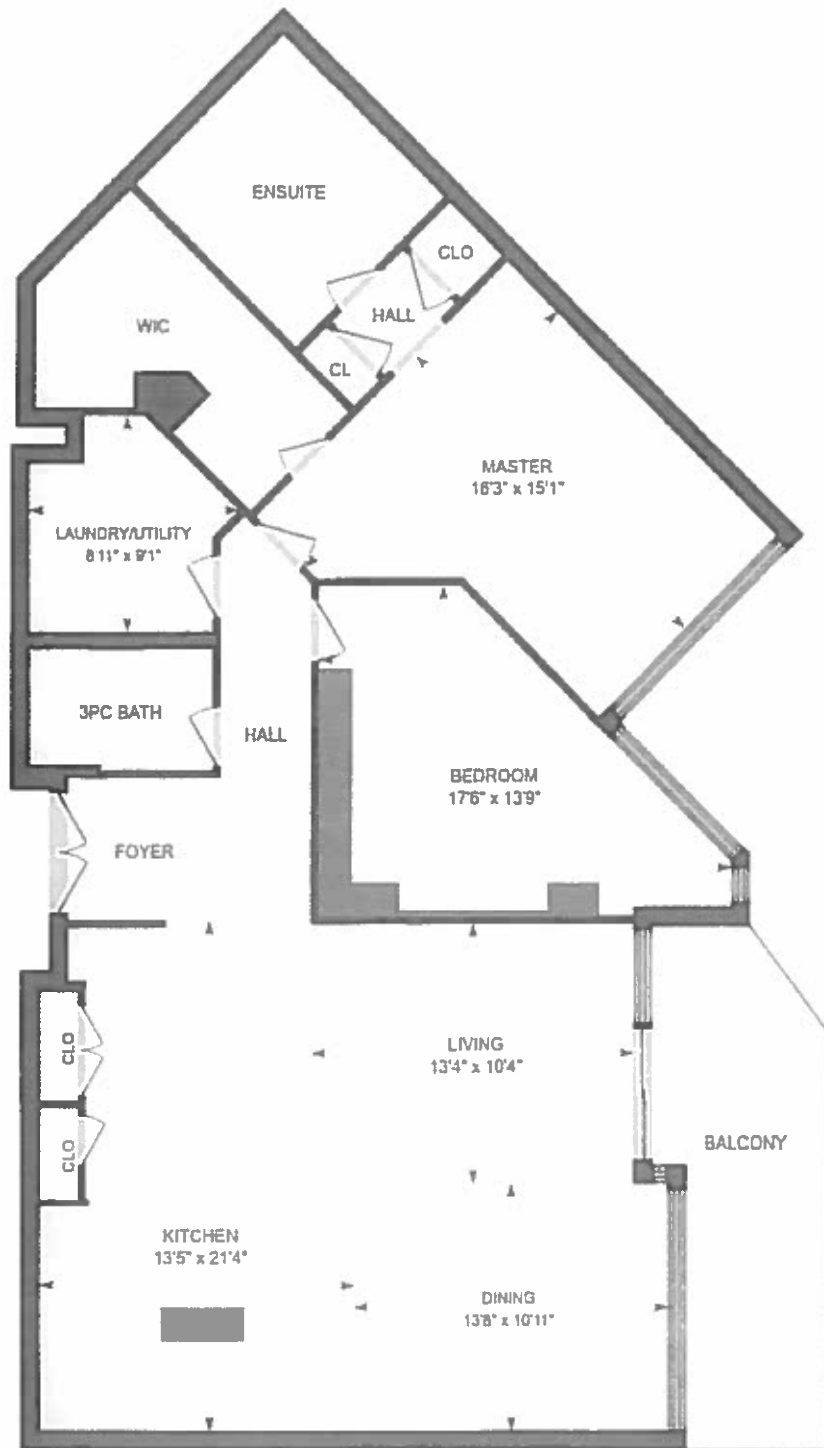 ENSUITE
CLO
HALL
WIC
CL
MASTER
16'3" x 15'1"
LAUNDRY/UTILITY
8'11" x 9'1"
3PC BATH
HALL
BEDROOM
17'6" x 13'9"
FOYER
CLO
LIVING
13'4" x 10'4"
CLO
BALCONY
KITCHEN
13'5" x 21'4"
DINING
13'8" x 10'11"